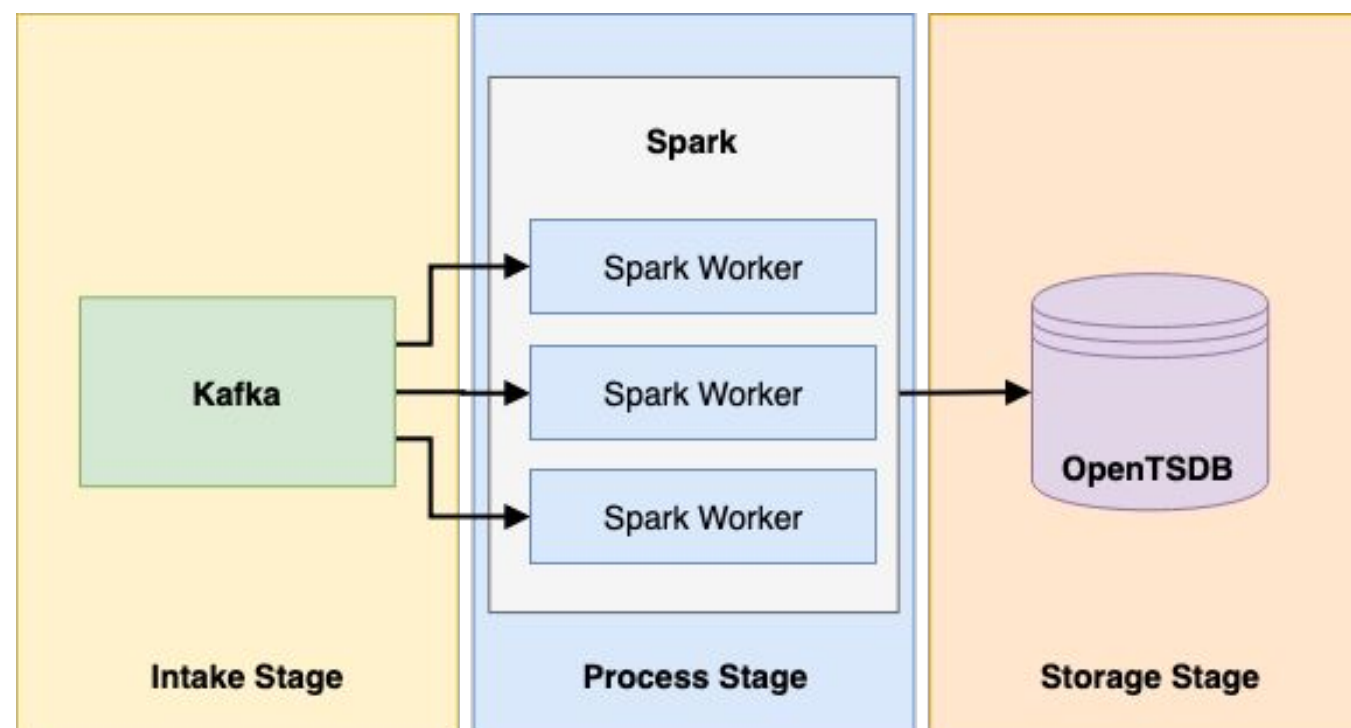 Spark
Spark Worker
Kafka
Spark Worker
OpenTSDB
Spark Worker
Intake Stage
Process Stage
Storage Stage